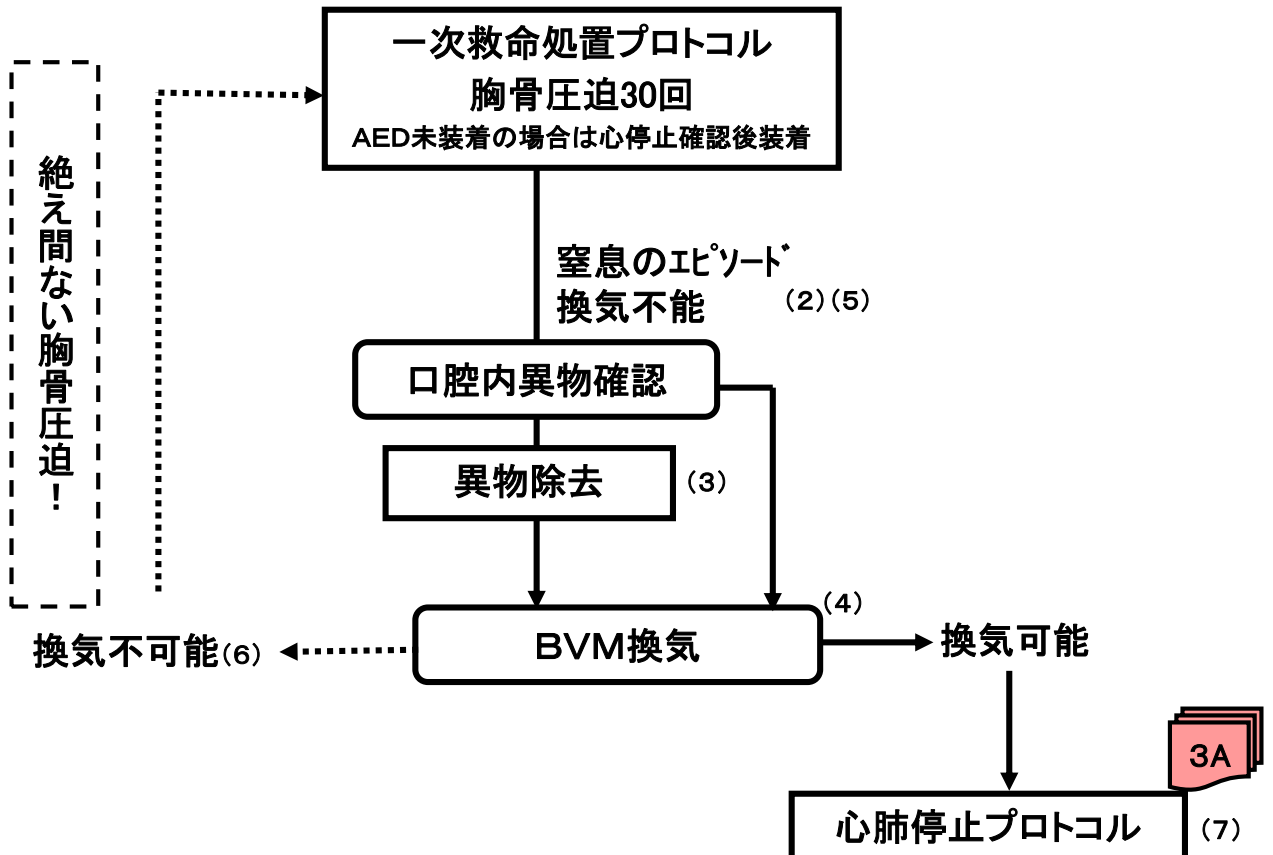 一次救命処置プロトコル
胸骨圧迫30回
AED未装着の場合は心停止確認後装着
絶え間ない胸骨圧迫！
窒息のｴﾋﾟｿｰﾄﾞ
換気不能
(2)(5)
口腔内異物確認
異物除去
(3)
(4)
BVM換気
換気不可能(6)
換気可能
3A
心肺停止プロトコル
(7)